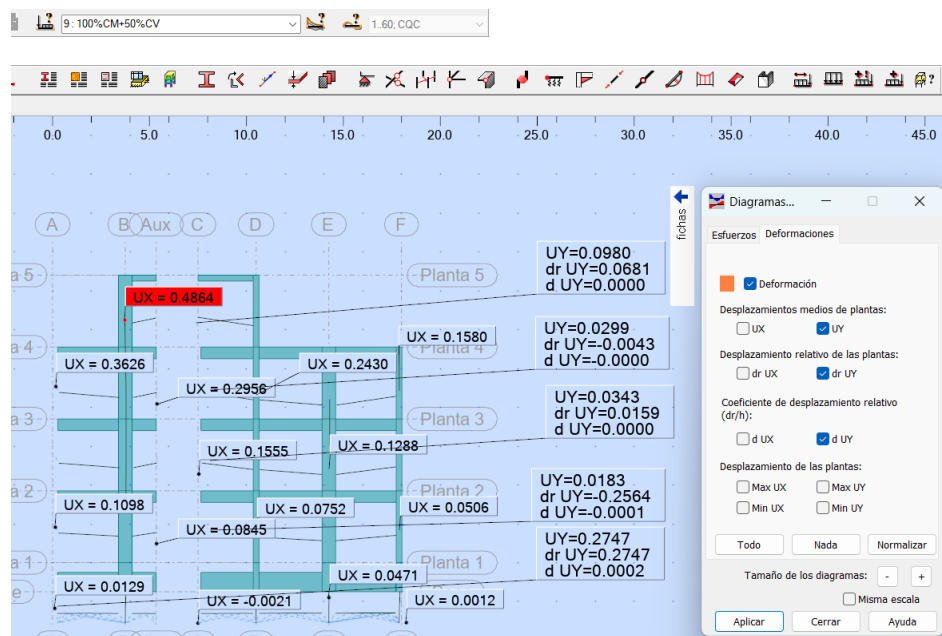 9 : 100%CM+50%CV
1..60; CQC
0.0 5.0 10.0 15.0 20.0 25.0 30.0 35.0 40.0 45.0
A B Aux C D E F
fichas
a 5
Planta 5
UY=0.0980
dr UY=0.0681
d UY=0.0000
UX = 0.4864
a 4
Planta 4
UX = 0.1580
UY=0.0299
dr UY=-0.0043
d UY=-0.0000
UX = 0.3626
UX = 0.2430
UX = 0.2956
a 3
Planta 3
UY=0.0343
dr UY=0.0159
d UY=0.0000
UX = 0.1555
UX = 0.1288
a 2
Planta 2
UY=0.0183
dr UY=-0.2564
d UY=-0.0001
UX = 0.1098
UX = 0.0752
UX = 0.0506
UX = 0.0845
a 1
Planta 1
UY=0.2747
dr UY=0.2747
d UY=0.0002
UX = 0.0129
UX = 0.0471
e
UX = -0.0021
UX = 0.0012
Diagramas...
Esfuerzos Deformaciones
Deformación
Desplazamientos medios de plantas:
UX UY
Desplazamiento relativo de las plantas:
dr UX dr UY
Coeficiente de desplazamiento relativo
(dr/h):
d UX d UY
Desplazamiento de las plantas:
Max UX Max UY
Min UX Min UY
Todo Nada Normalizar
Tamaño de los diagramas: - +
Misma escala
Aplicar Cerrar Ayuda